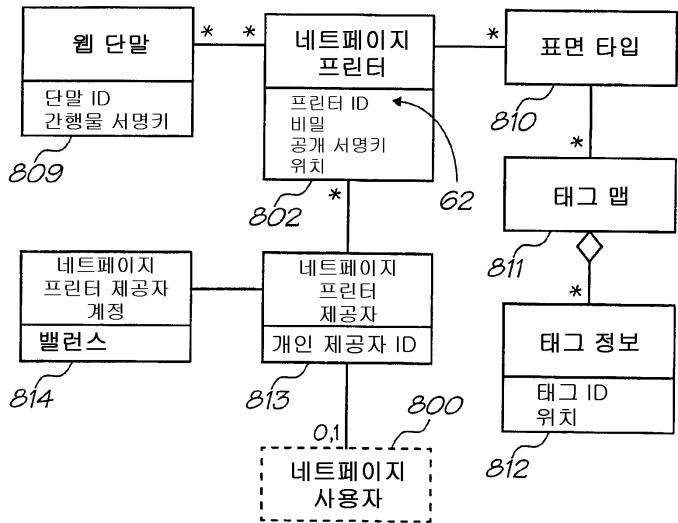 웹 단말
단말 ID
간행물 서명키
809
*
*
네트페이지
프린터
프린터 ID
비밀
공개 서명키
위치
802
62
*
*
표면 타입
810
*
태그 맵
811
*
태그 정보
태그 ID
위치
812
네트페이지
프린터 제공자
계정
밸런스
814
네트페이지
프린터
제공자
개인 제공자 ID
813
0,1
800
네트페이지
사용자